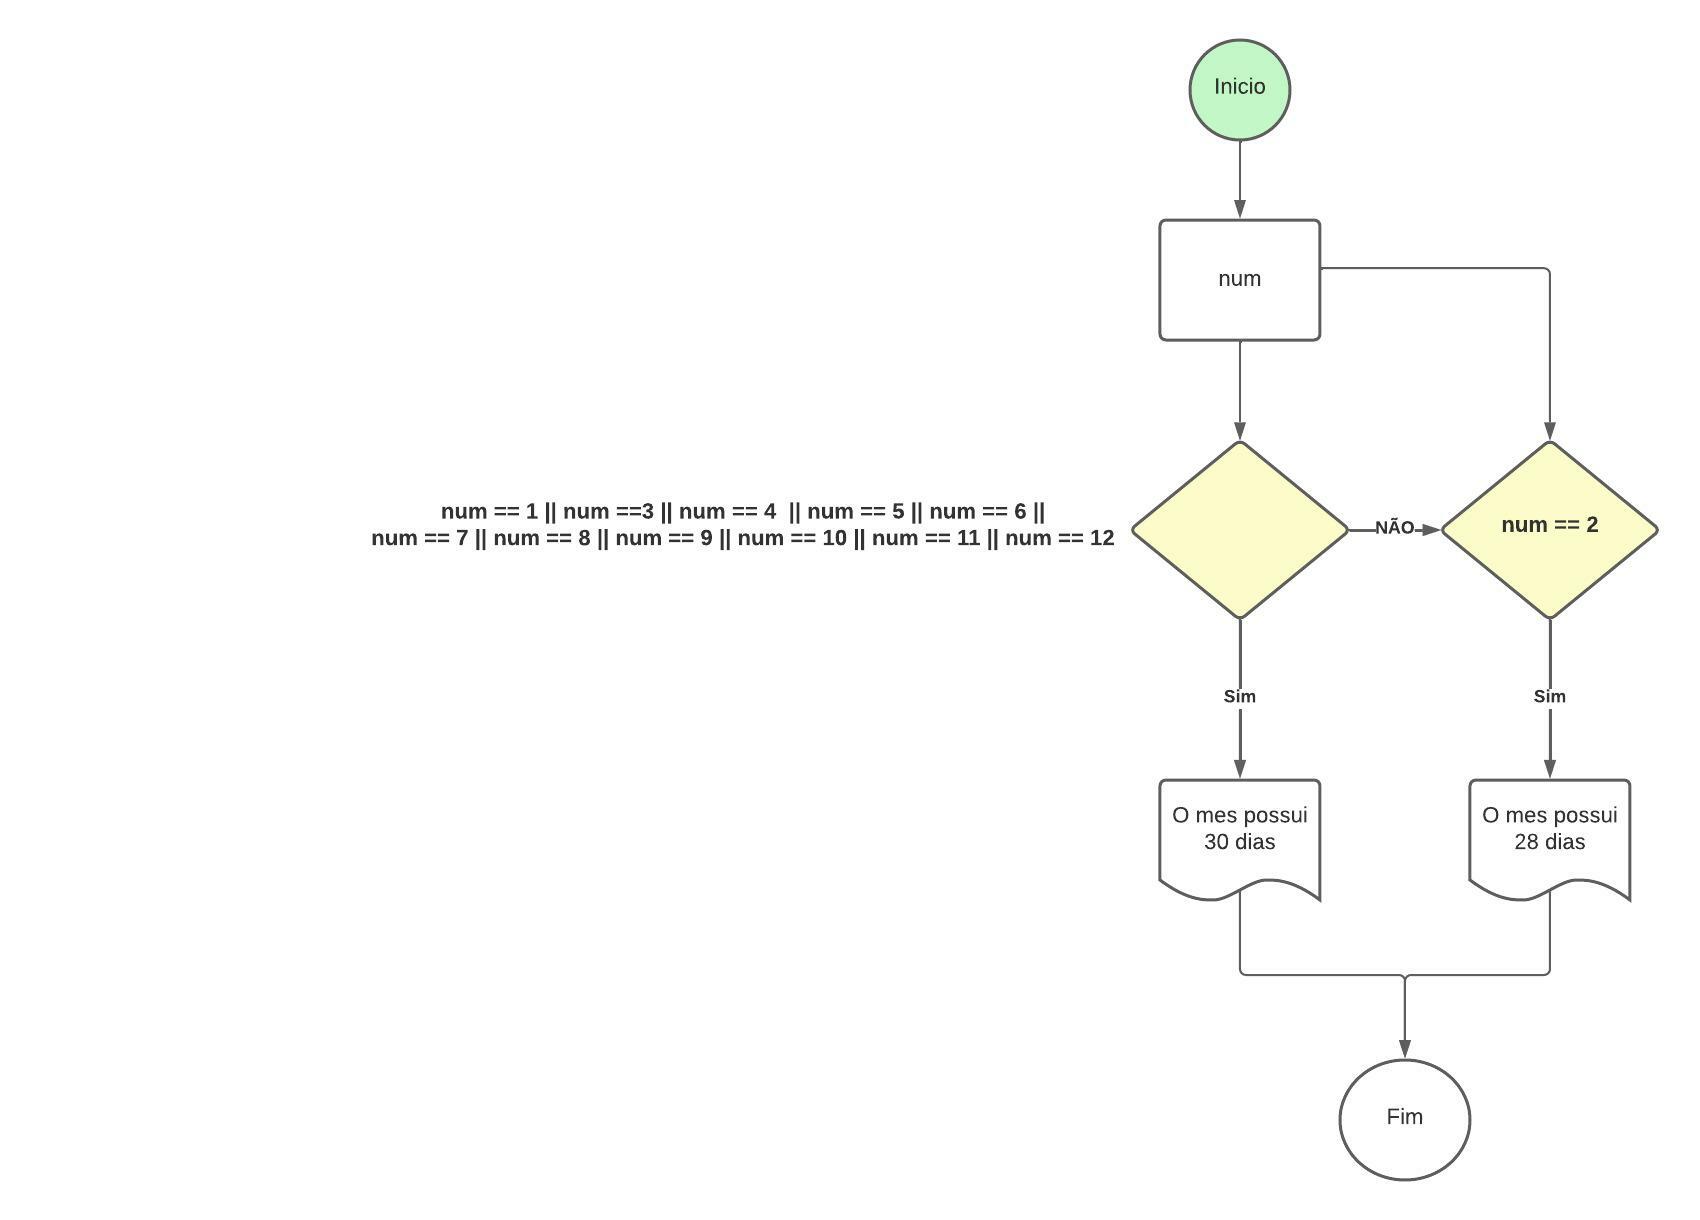 Inicio
num
num == 1 || num ==3 || num == 4  || num == 5 || num == 6 ||
num == 7 || num == 8 || num == 9 || num == 10 || num == 11 || num == 12
NÃO
num == 2
Sim
Sim
O mes possui
30 dias
O mes possui
28 dias
Fim